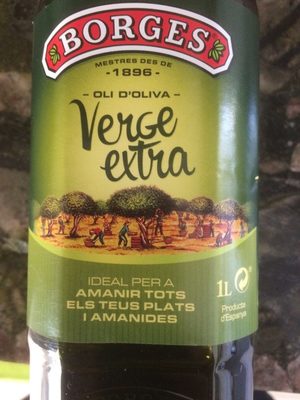 BORGES
MESTRES DES DE
- 1896 -
- OLI D'OLIVA -
Verge
extra
IDEAL PER A
AMANIR TOTS
ELS TEUS PLATS
I AMANIDES
1L
Producte
d'Espanya